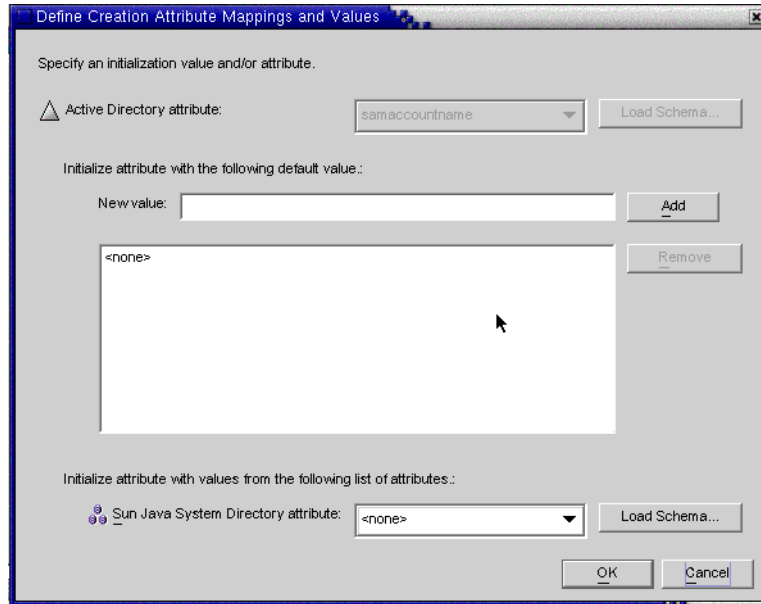 Define Creation Attribute Mappings and Values
Specify an initialization value and/or attribute.
Active Directory attribute:
samaccountname
Load Schema...
Initialize attribute with the following default value.:
New value:
Add
<none>
Remove
Initialize attribute with values from the following list of attributes.:
Sun Java System Directory attribute:
<none>
Load Schema...
OK
Cancel